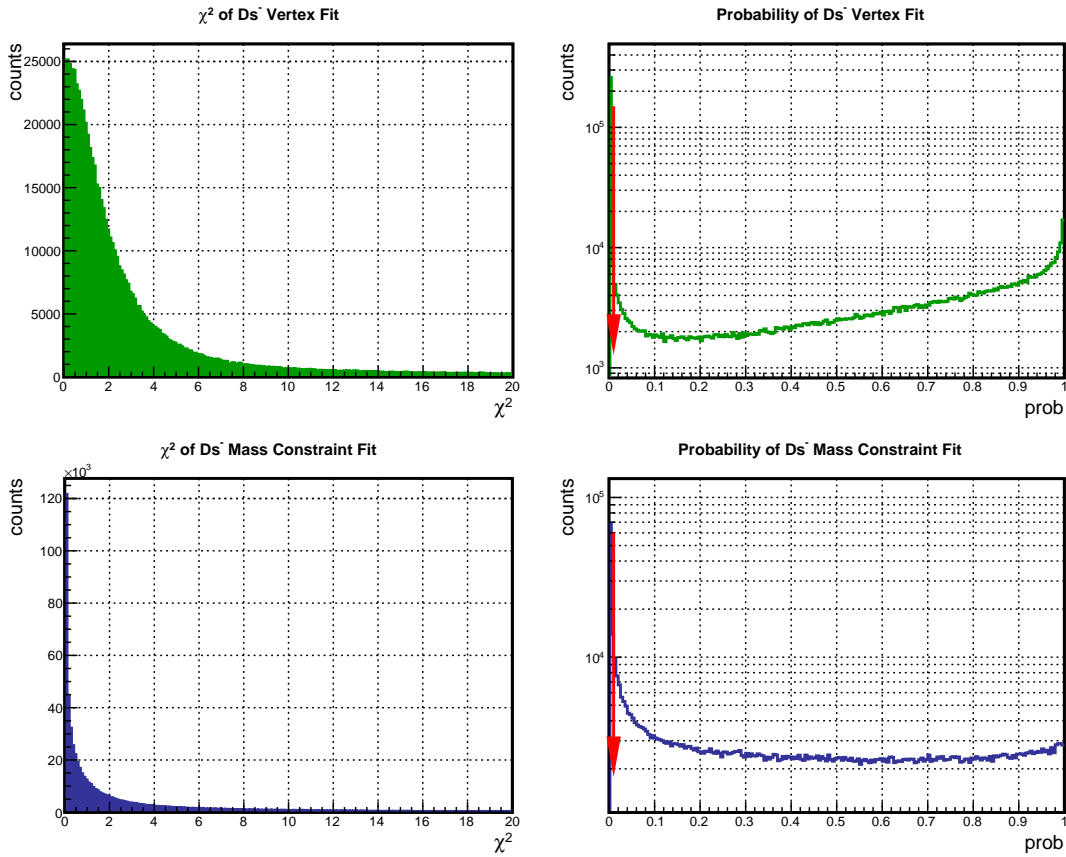 χ² of Ds⁻ Vertex Fit
counts
25000
20000
15000
10000
5000
0
0 2 4 6 8 10 12 14 16 18 20
χ²
Probability of Ds⁻ Vertex Fit
counts
10⁵
10⁴
10³
0 0.1 0.2 0.3 0.4 0.5 0.6 0.7 0.8 0.9 1
prob
χ² of Ds⁻ Mass Constraint Fit
×10³
counts
120
100
80
60
40
20
0
0 2 4 6 8 10 12 14 16 18 20
χ²
Probability of Ds⁻ Mass Constraint Fit
counts
10⁵
10⁴
0 0.1 0.2 0.3 0.4 0.5 0.6 0.7 0.8 0.9 1
prob